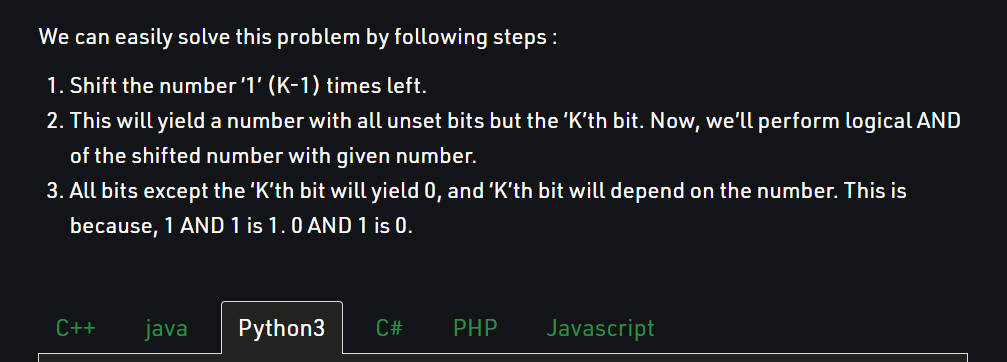 We can easily solve this problem by following steps :
1. Shift the number ‘1’ (K-1) times left.
2. This will yield a number with all unset bits but the ‘K’th bit. Now, we’ll perform logical AND
of the shifted number with given number.
3. All bits except the ‘K’th bit will yield 0, and ‘K’th bit will depend on the number. This is
because, 1 AND 1 is 1. 0 AND 1 is 0.
C++ java Python3 C# PHP Javascript